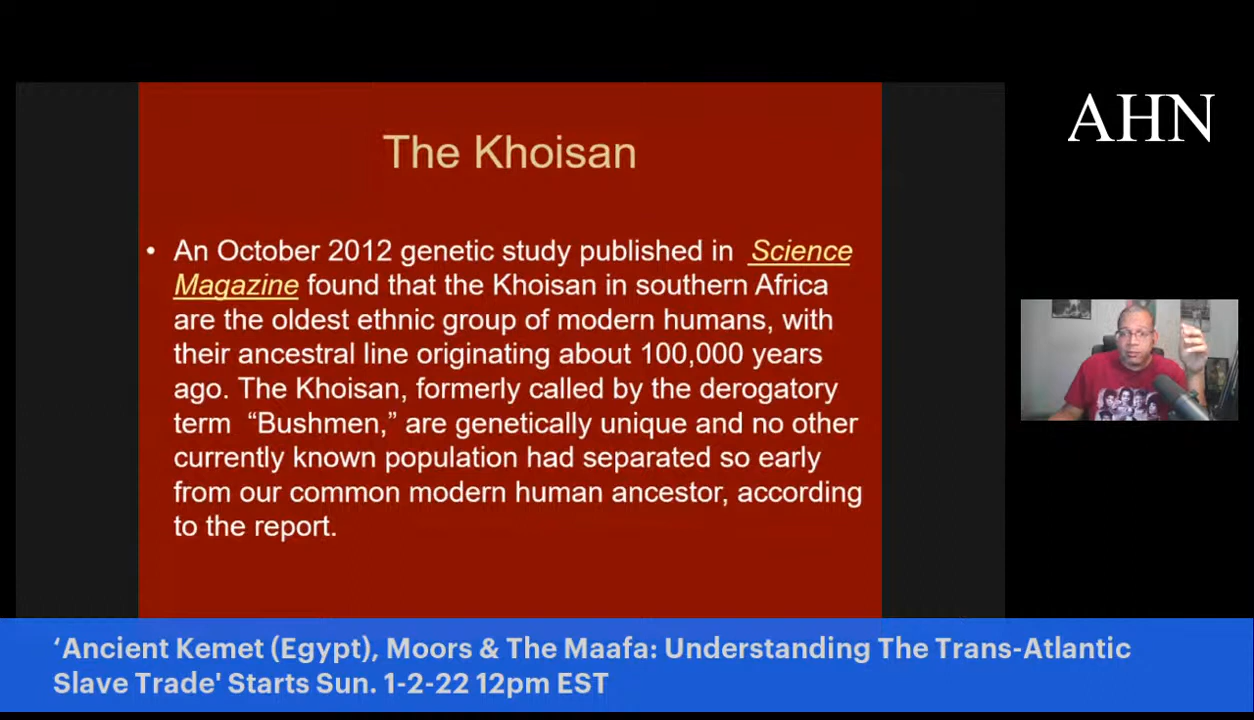 The Khoisan
AHN
• An October 2012 genetic study published in Science
Magazine found that the Khoisan in southern Africa
are the oldest ethnic group of modern humans, with
their ancestral line originating about 100,000 years
ago. The Khoisan, formerly called by the derogatory
term “Bushmen,” are genetically unique and no other
currently known population had separated so early
from our common modern human ancestor, according
to the report.
‘Ancient Kemet (Egypt), Moors & The Maafa: Understanding The Trans-Atlantic
Slave Trade' Starts Sun. 1-2-22 12pm EST